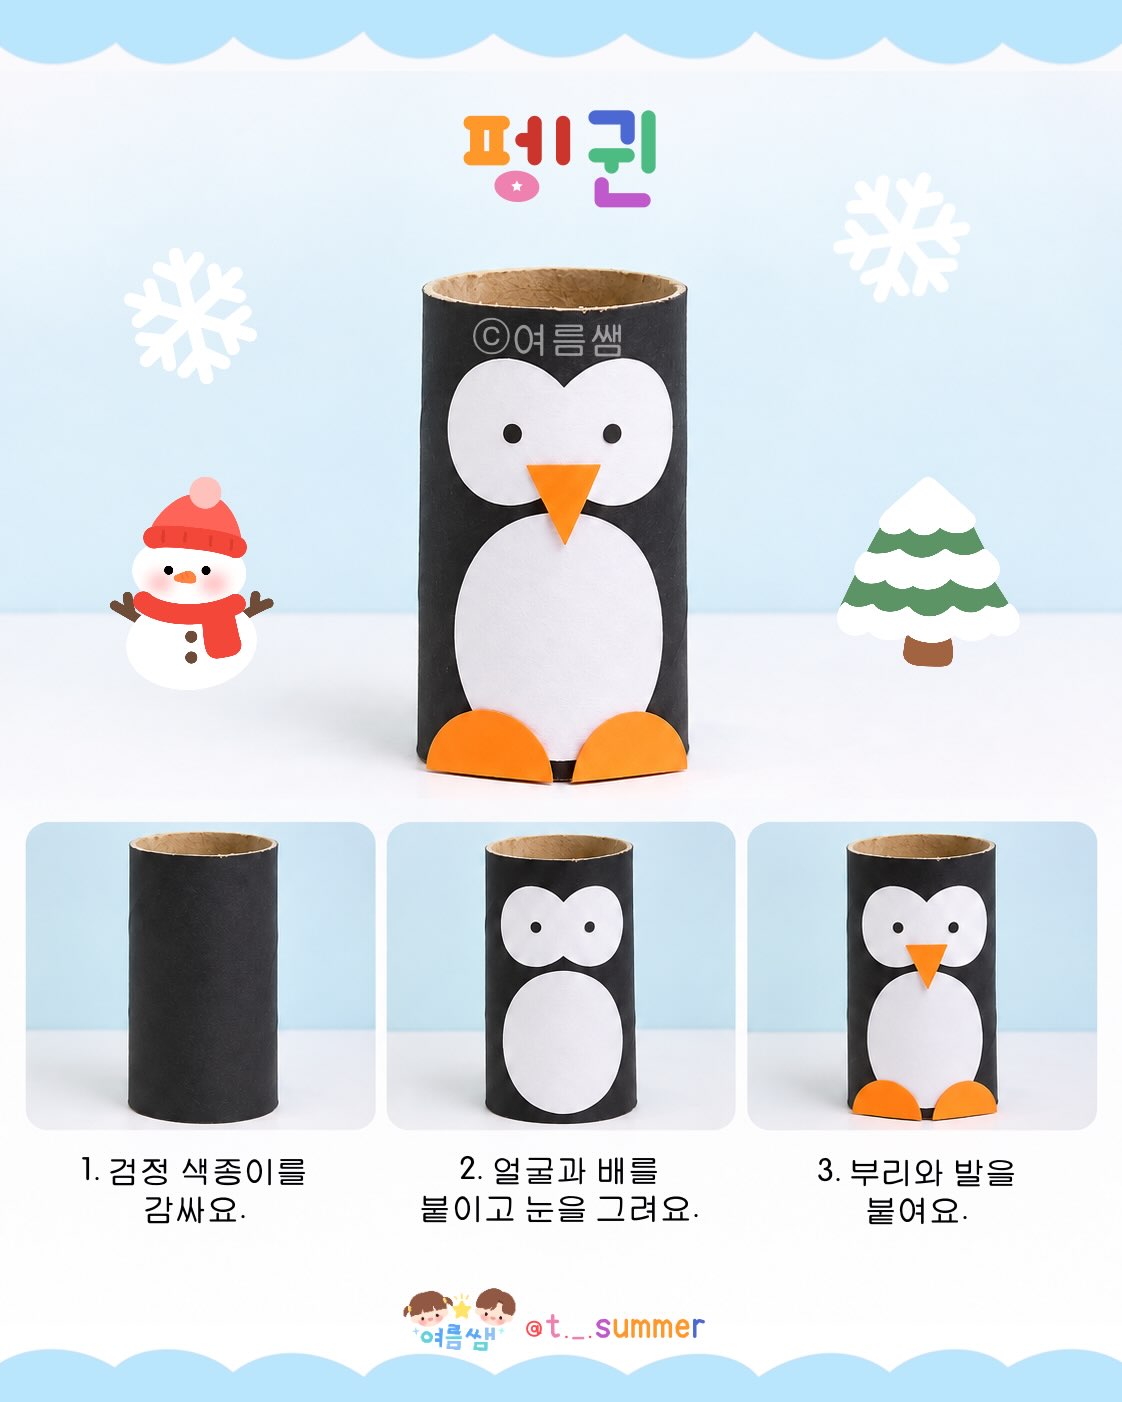 펭귄
©여름쌤
1. 검정 색종이를
감싸요.
2. 얼굴과 배를
붙이고 눈을 그려요.
3. 부리와 발을
붙여요.
여름쌤
@t._.summer